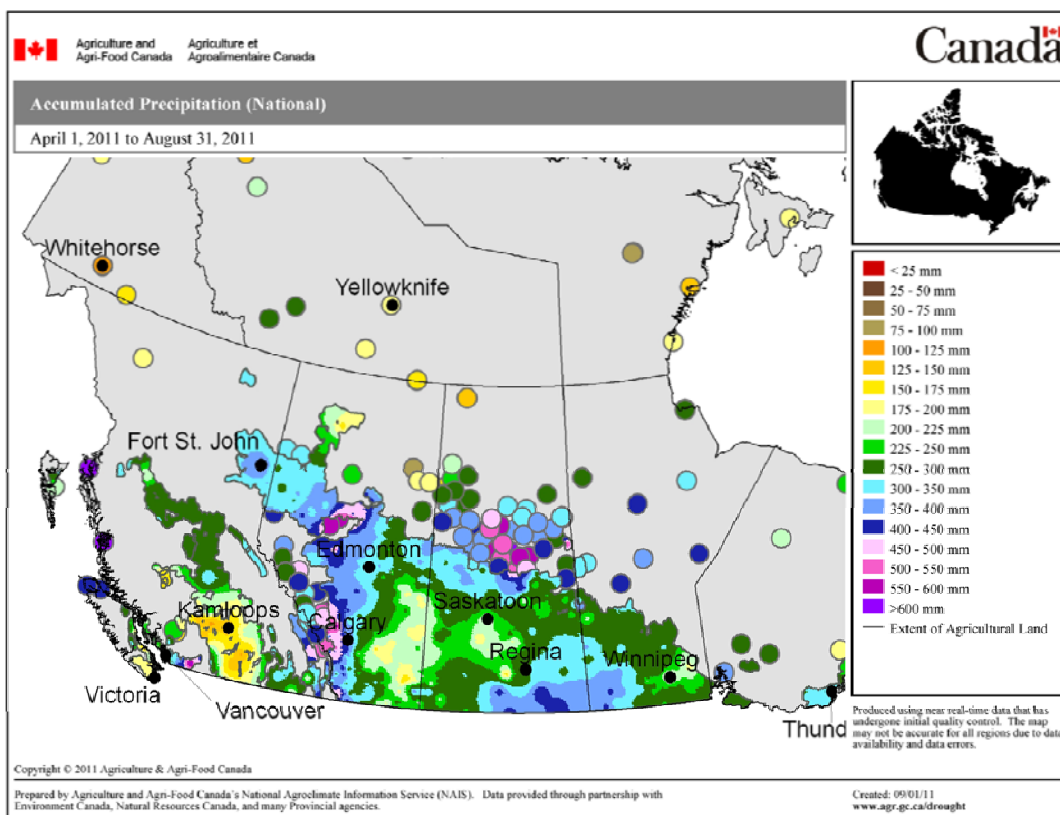 Agriculture and
Agri-Food Canada
Agriculture et
Agroalimentaire Canada
Canada
Accumulated Precipitation (National)
April 1, 2011 to August 31, 2011
Whitehorse
Yellowknife
Fort St. John
Edmonton
Saskatoon
Kamloops
Calgary
Regina
Winnipeg
Victoria
Vancouver
Thund
< 25 mm
25 - 50 mm
50 - 75 mm
75 - 100 mm
100 - 125 mm
125 - 150 mm
150 - 175 mm
175 - 200 mm
200 - 225 mm
225 - 250 mm
250 - 300 mm
300 - 350 mm
350 - 400 mm
400 - 450 mm
450 - 500 mm
500 - 550 mm
550 - 600 mm
>600 mm
Extent of Agricultural Land
Produced using near real-time data that has
undergone initial quality control. The map
may not be accurate for all regions due to data
availability and data errors.
Copyright © 2011 Agriculture & Agri-Food Canada
Prepared by Agriculture and Agri-Food Canada's National Agroclimate Information Service (NAIS). Data provided through partnership with
Environment Canada, Natural Resources Canada, and many Provincial agencies.
Created: 09/01/11
www.agr.gc.ca/drought